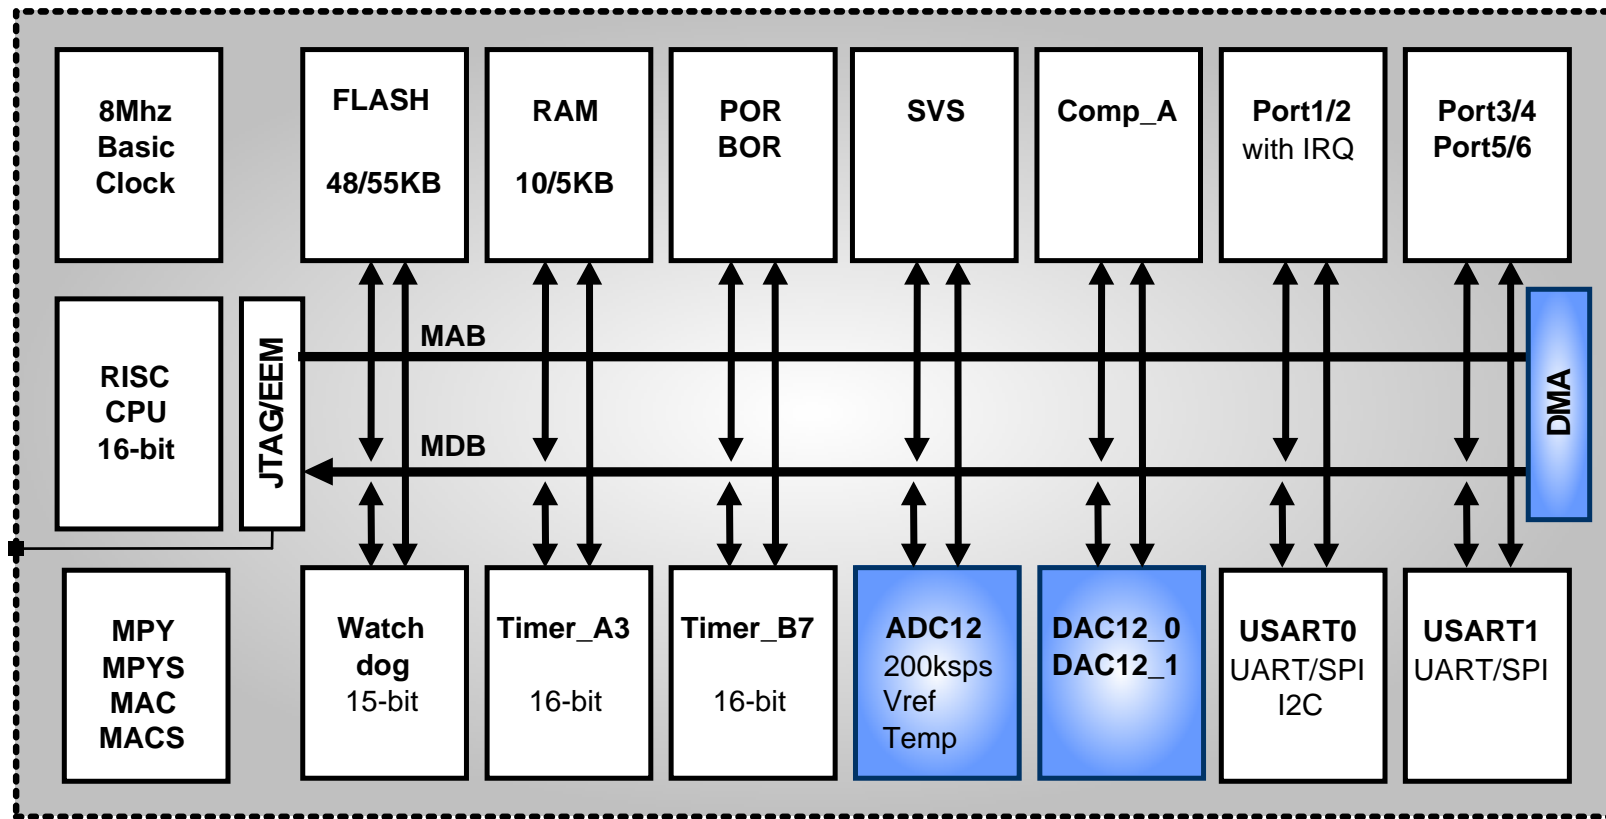 8Mhz
Basic
Clock
FLASH
48/55KB
RAM
10/5KB
POR
BOR
SVS
Comp_A
Port1/2
with IRQ
Port3/4
Port5/6
RISC
CPU
16-bit
JTAG/EEM
MAB
MDB
DMA
MPY
MPYS
MAC
MACS
Watch
dog
15-bit
Timer_A3
16-bit
Timer_B7
16-bit
ADC12
200ksps
Vref
Temp
DAC12_0
DAC12_1
USART0
UART/SPI
I2C
USART1
UART/SPI